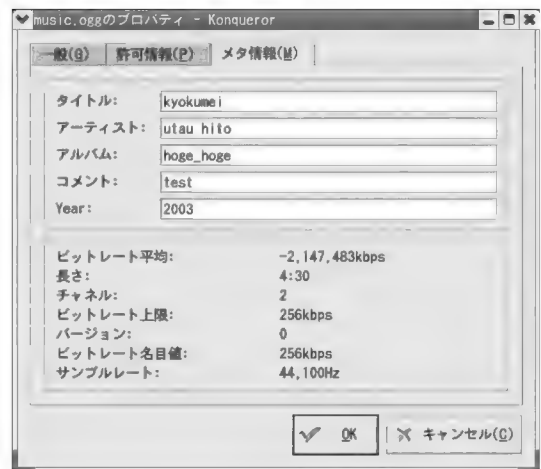 music.oggのプロパティ - Konqueror
一般(G) 許可情報(P) メタ情報(M)
タイトル: kyokumei
アーティスト: utau hito
アルバム: hoge_hoge
コメント: test
Year: 2003
ビットレート平均: -2,147,483kbps
長さ: 4:30
チャネル: 2
ビットレート上限: 256kbps
バージョン: 0
ビットレート名目値: 256kbps
サンプルレート: 44,100Hz
OK キャンセル(C)